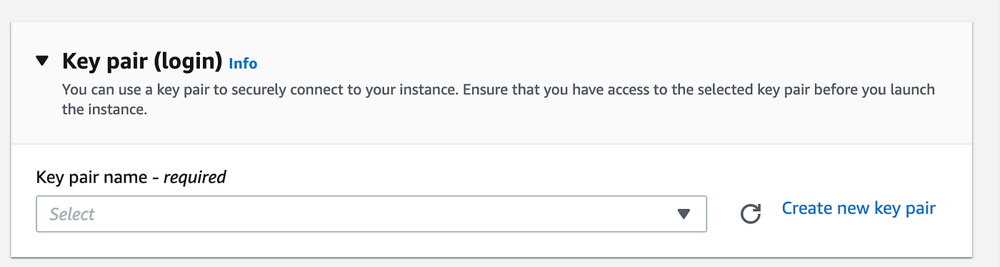 Key pair (login) Info
You can use a key pair to securely connect to your instance. Ensure that you have access to the selected key pair before you launch
the instance.
Key pair name - required
Select
Create new key pair